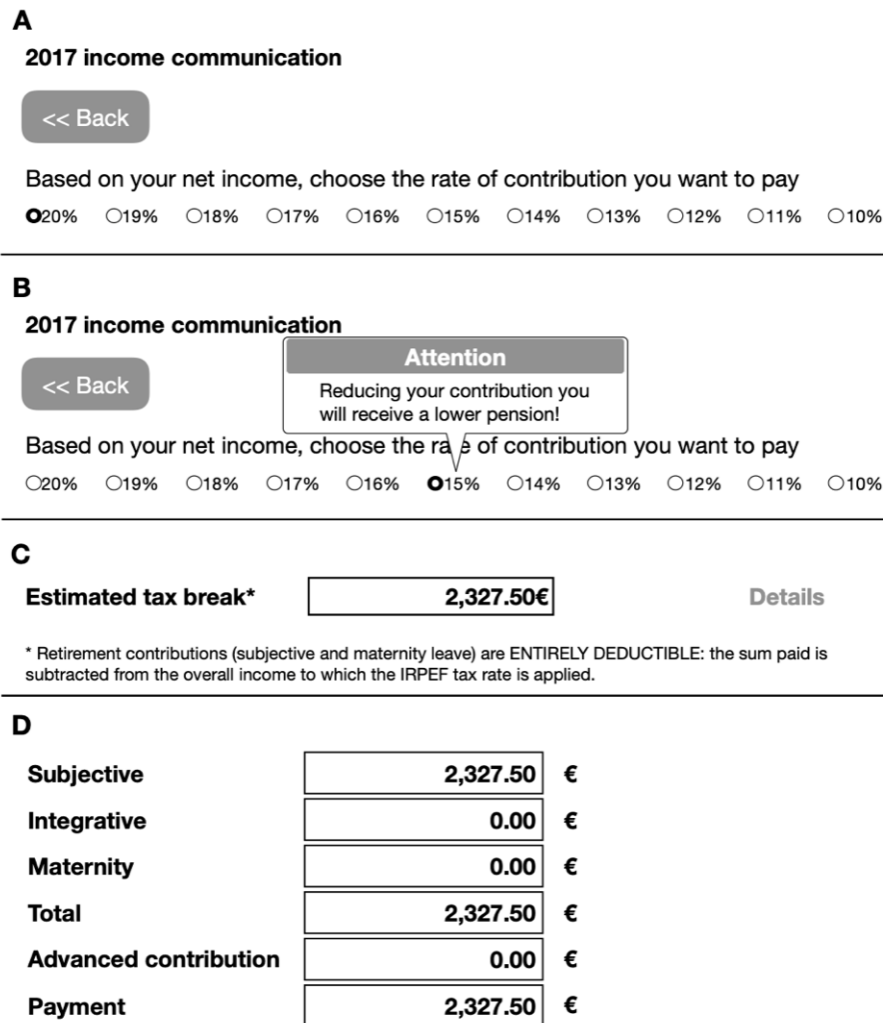 A
2017 income communication
<< Back
Based on your net income, choose the rate of contribution you want to pay
20% 19% 18% 17% 16% 15% 14% 13% 12% 11% 10%
B
2017 income communication
Attention
<< Back
Reducing your contribution you
will receive a lower pension!
Based on your net income, choose the rate of contribution you want to pay
20% 19% 18% 17% 16% 15% 14% 13% 12% 11% 10%
C
Estimated tax break* 2,327.50€ Details
* Retirement contributions (subjective and maternity leave) are ENTIRELY DEDUCTIBLE: the sum paid is
subtracted from the overall income to which the IRPEF tax rate is applied.
D
Subjective 2,327.50 €
Integrative 0.00 €
Maternity 0.00 €
Total 2,327.50 €
Advanced contribution 0.00 €
Payment 2,327.50 €